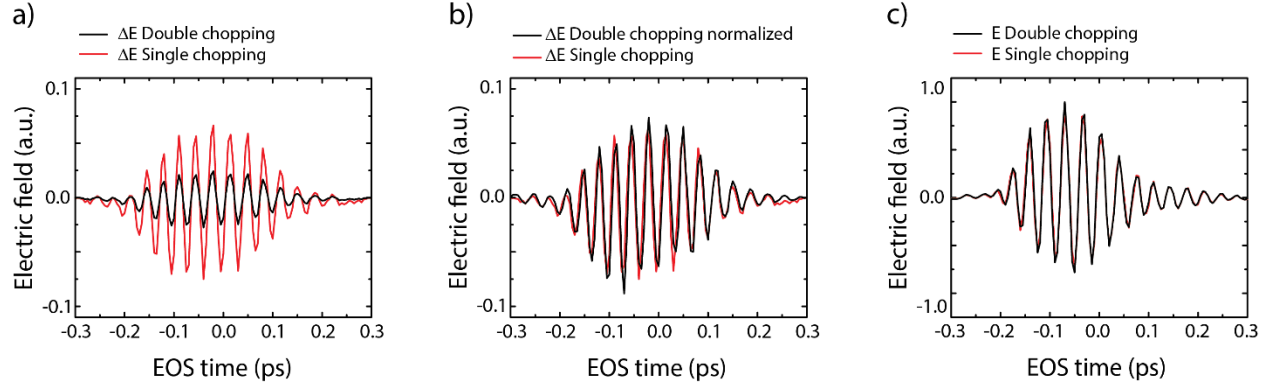 a)
ΔE Double chopping
ΔE Single chopping
Electric field (a.u.)
0.1
0.0
-0.1
-0.3 -0.2 -0.1 0.0 0.1 0.2 0.3
EOS time (ps)
b)
ΔE Double chopping normalized
ΔE Single chopping
Electric field (a.u.)
0.1
0.0
-0.1
-0.3 -0.2 -0.1 0.0 0.1 0.2 0.3
EOS time (ps)
c)
E Double chopping
E Single chopping
Electric field (a.u.)
1.0
0.0
-1.0
-0.3 -0.2 -0.1 0.0 0.1 0.2 0.3
EOS time (ps)